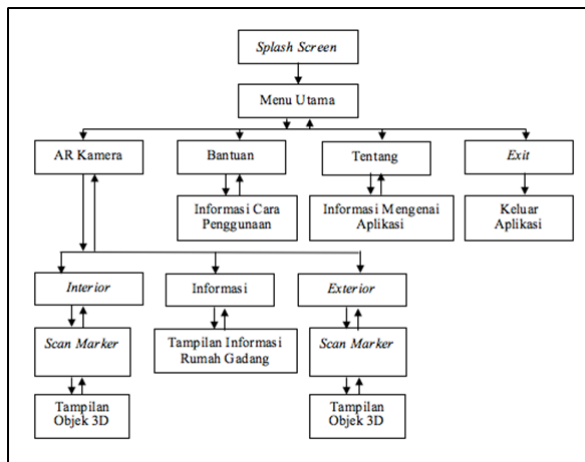 Splash Screen
Menu Utama
AR Kamera
Bantuan
Tentang
Exit
Informasi Cara
Penggunaan
Informasi Mengenai
Aplikasi
Keluar
Aplikasi
Interior
Informasi
Exterior
Scan Marker
Tampilan Informasi
Rumah Gadang
Scan Marker
Tampilan
Objek 3D
Tampilan
Objek 3D